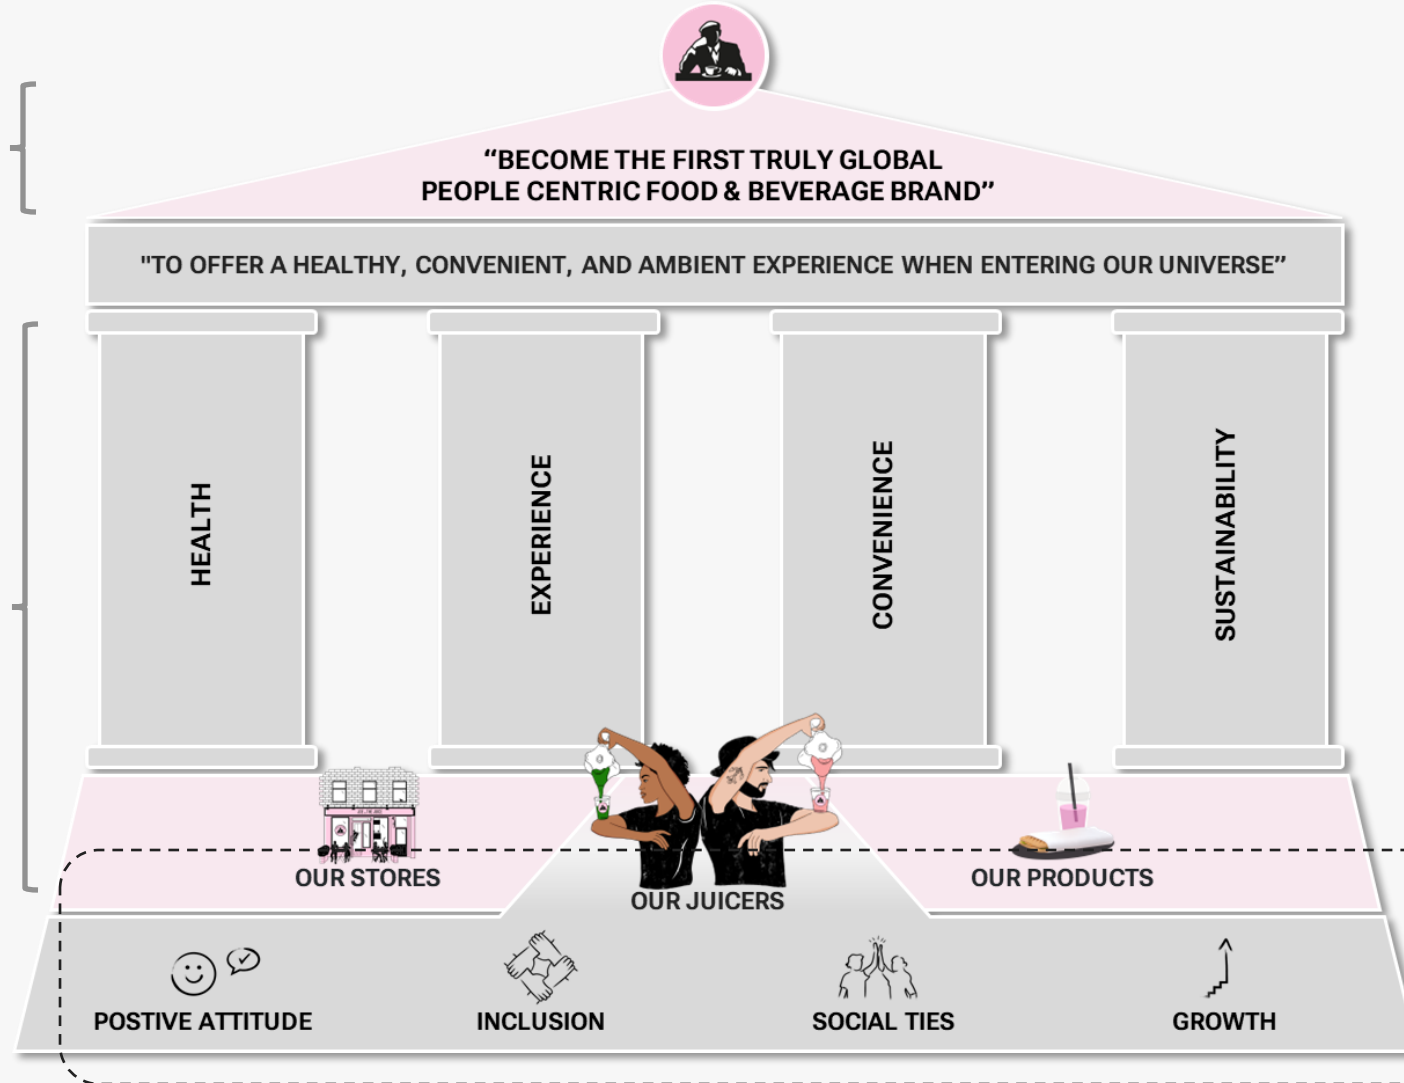 “BECOME THE FIRST TRULY GLOBAL
PEOPLE CENTRIC FOOD & BEVERAGE BRAND”
"TO OFFER A HEALTHY, CONVENIENT, AND AMBIENT EXPERIENCE WHEN ENTERING OUR UNIVERSE”
HEALTH
EXPERIENCE
CONVENIENCE
SUSTAINABILITY
OUR STORES
OUR JUICERS
OUR PRODUCTS
POSTIVE ATTITUDE
INCLUSION
SOCIAL TIES
GROWTH